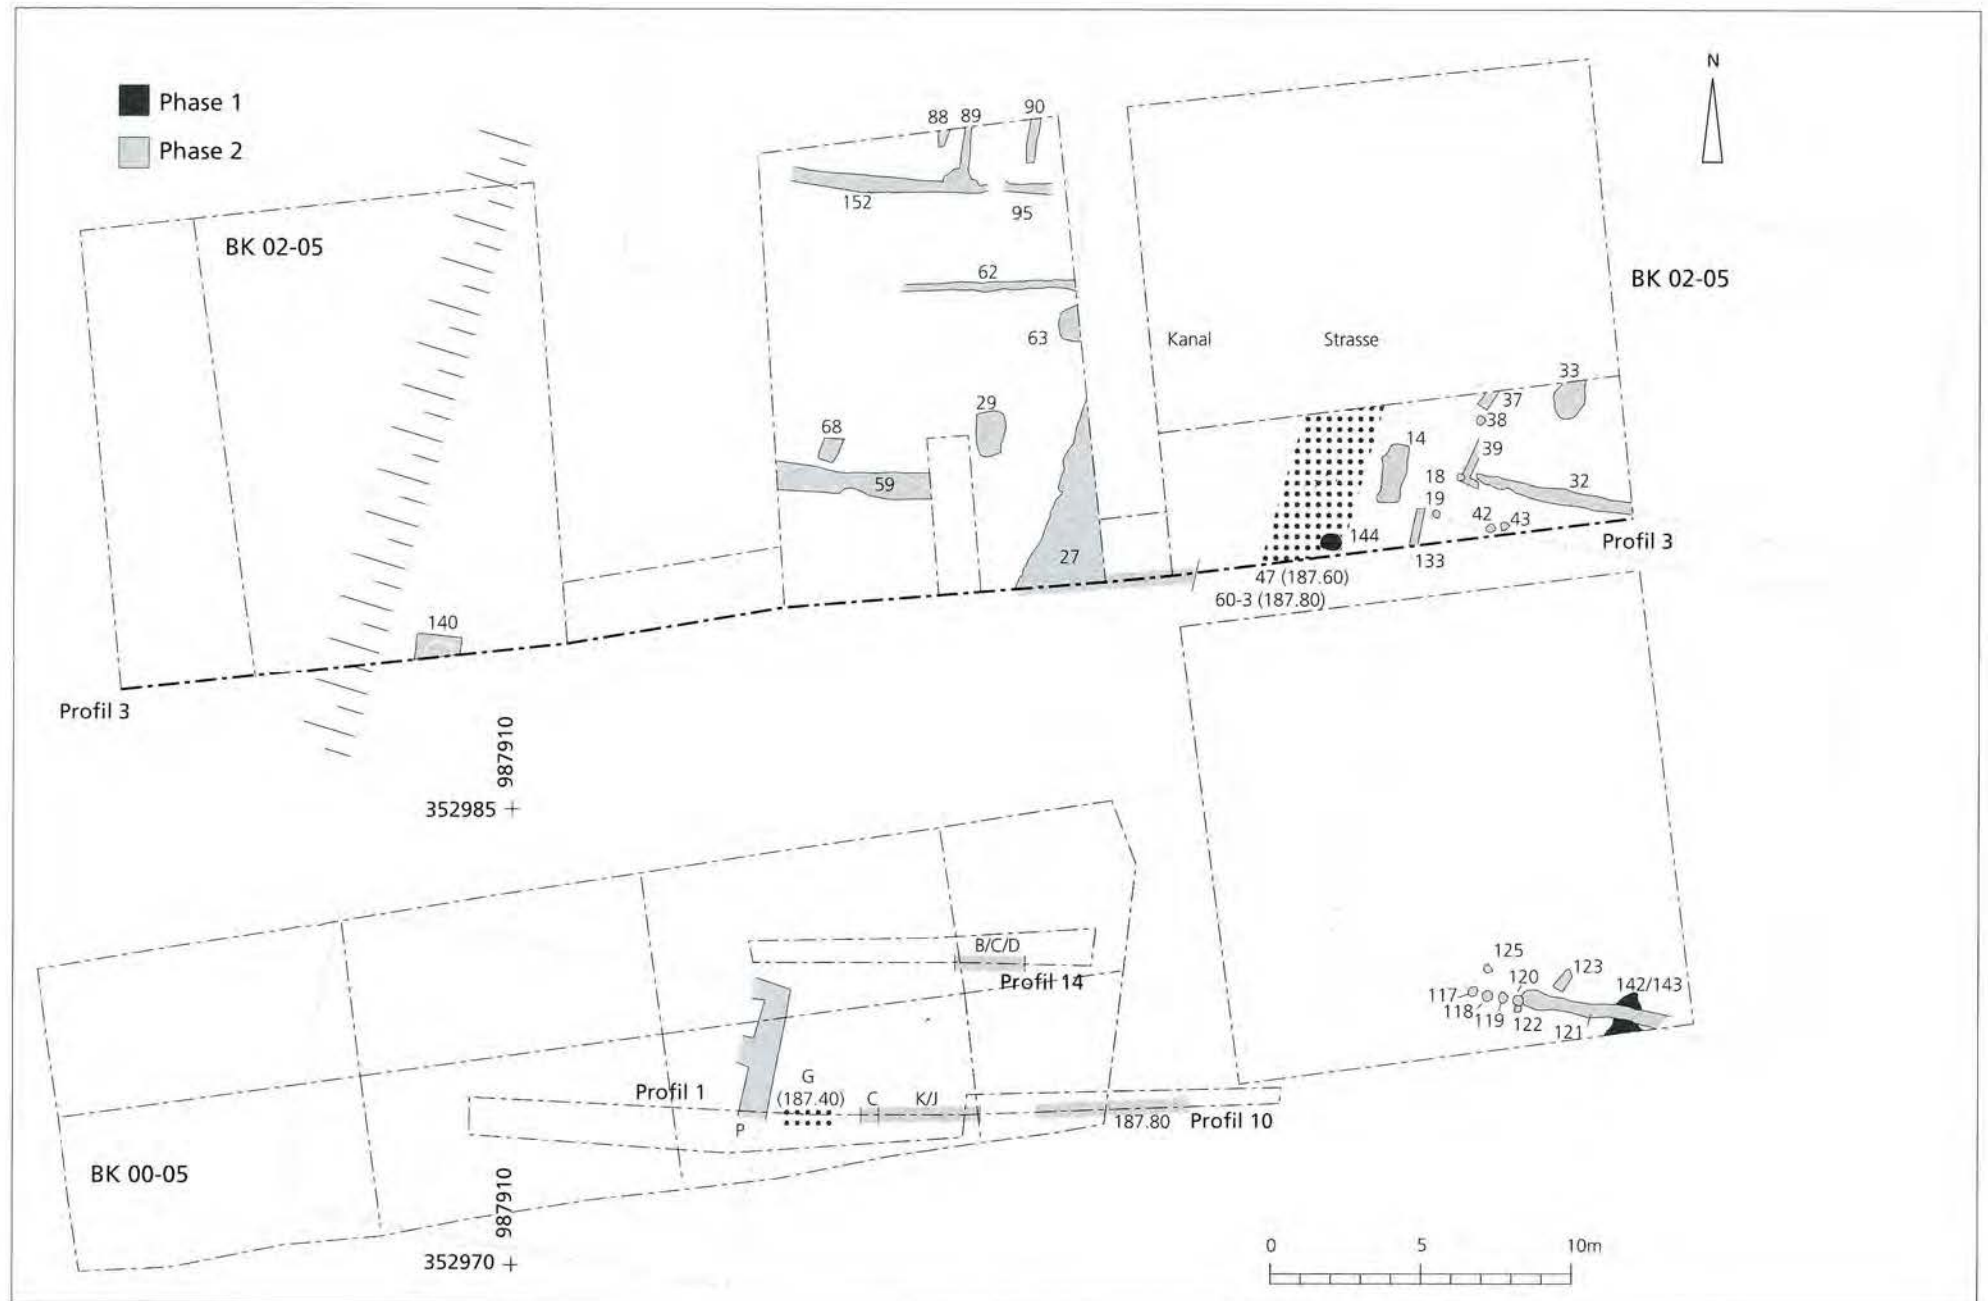 N
Phase 1
Phase 2
88 89 90
152
95
BK 02-05
62
BK 02-05
63
Kanal
Strasse
33
37
38
29
68
14
39
59
18
32
19
42 43
144
27
133
Profil 3
47 (187.60)
60-3 (187.80)
140
Profil 3
987910
352985
B/C/D
Profil 14
125
120
123
142/143
117
118
119
122
121
Profil 1
G
(187.40)
C
K/J
P
187.80
Profil 10
BK 00-05
987910
352970
0 5 10m